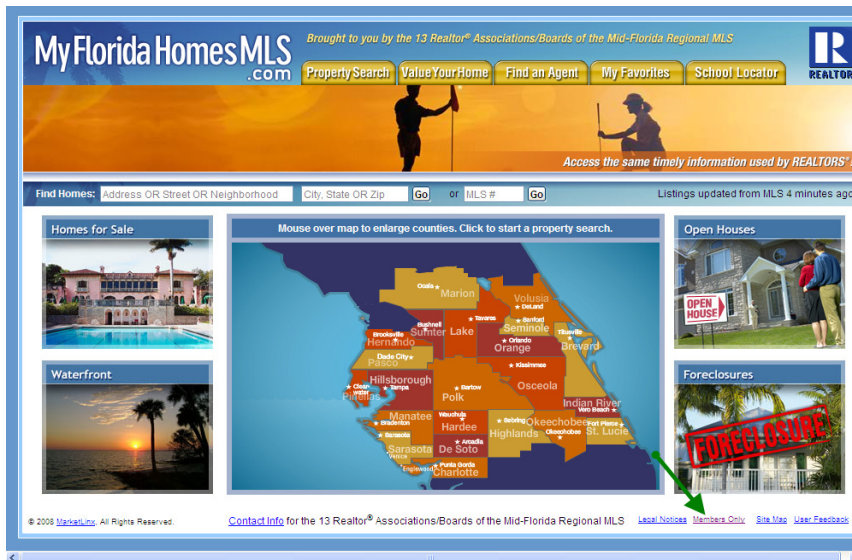 My Florida Homes MLS
.com
Brought to you by the 13 Realtor® Associations/Boards of the Mid-Florida Regional MLS
Property Search Value Your Home Find an Agent My Favorites School Locator
R
REALTOR
Access the same timely information used by REALTORS®
Find Homes: Address OR Street OR Neighborhood City, State OR Zip Go or MLS # Go Listings updated from MLS 4 minutes ago
Homes for Sale
Mouse over map to enlarge counties. Click to start a property search.
Open Houses
OPEN
HOUSE
Ocala
Marion
Volusia
DeLand
Bushnell
Sumter
Tavares
Lake
Sanford
Seminole
Titusville
Brevard
Brooksville
Hernando
Orlando
Orange
Dade City
Pasco
Kissimmee
Osceola
Hillsborough
Tampa
Clear-
water
Pinellas
Bartow
Polk
Indian River
Vero Beach
Manatee
Bradenton
Wauchula
Hardee
Sebring
Highlands
Okeechobee
Okeechobee
Fort Pierce
St. Lucie
Sarasota
Sarasota
Venice
Arcadia
De Soto
Englewood
Punta Gorda
Charlotte
Waterfront
Foreclosures
FORECLOSURE
© 2008 MarketLinx. All Rights Reserved. Contact Info for the 13 Realtor® Associations/Boards of the Mid-Florida Regional MLS Legal Notices Members Only Site Map User Feedback